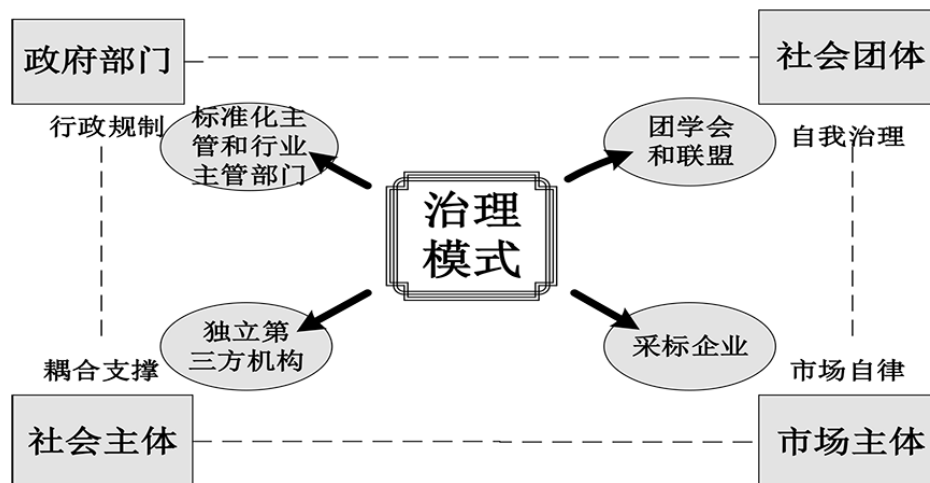 政府部门
社会团体
行政规制
标准化主
管和行业
主管部门
团学会
和联盟
自我治理
治理
模式
独立第
三方机构
采标企业
耦合支撑
市场自律
社会主体
市场主体